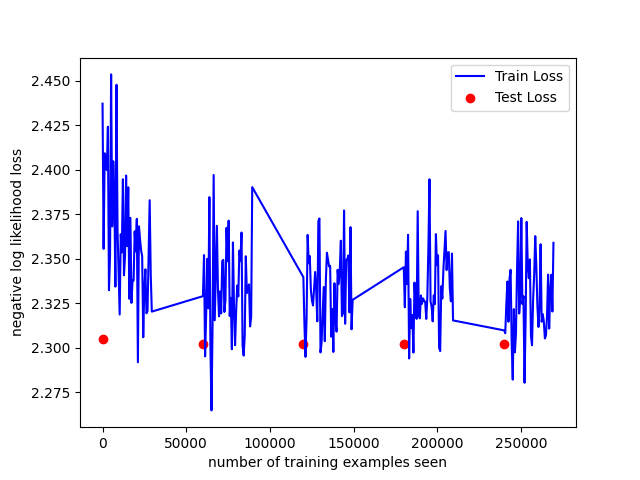 Train Loss
Test Loss
2.450
2.425
2.400
2.375
2.350
2.325
2.300
2.275
negative log likelihood loss
0 50000 100000 150000 200000 250000
number of training examples seen